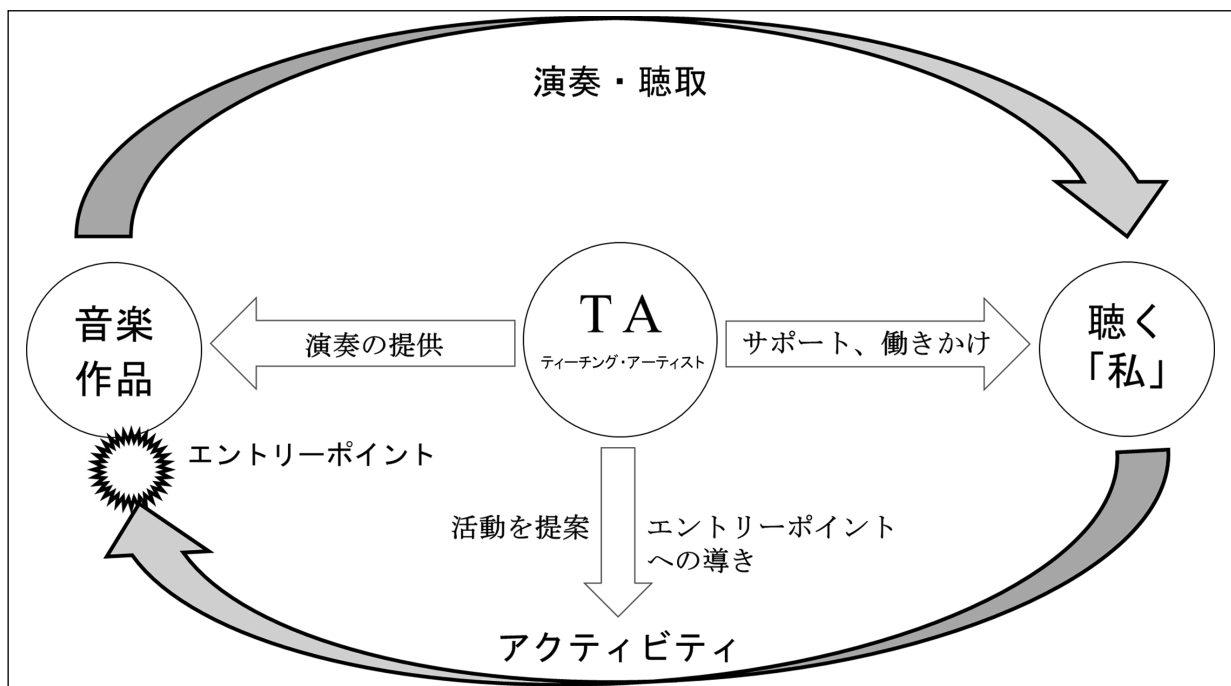 演奏・聴取
音楽
作品
演奏の提供
TA
ティーチング・アーティスト
サポート、働きかけ
聴く
「私」
エントリーポイント
活動を提案
エントリーポイント
への導き
アクティビティ